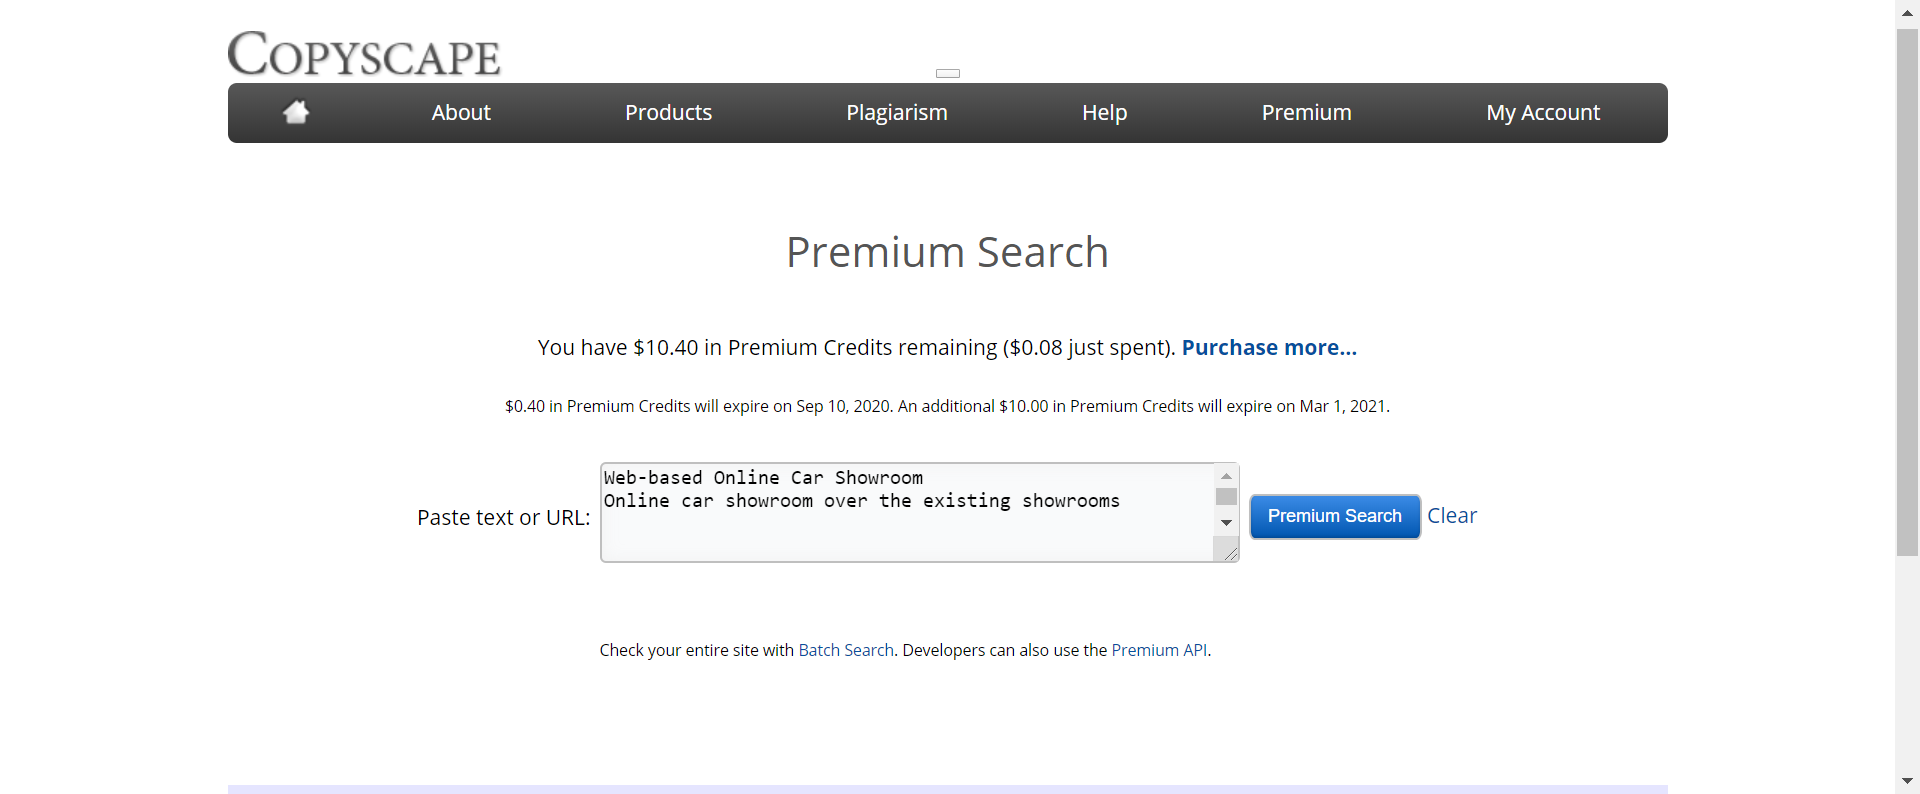 COPYSCAPE
About Products Plagiarism Help Premium My Account
Premium Search
You have $10.40 in Premium Credits remaining ($0.08 just spent). Purchase more...
$0.40 in Premium Credits will expire on Sep 10, 2020. An additional $10.00 in Premium Credits will expire on Mar 1, 2021.
Web-based Online Car Showroom
Online car showroom over the existing showrooms
Paste text or URL: Premium Search Clear
Check your entire site with Batch Search. Developers can also use the Premium API.